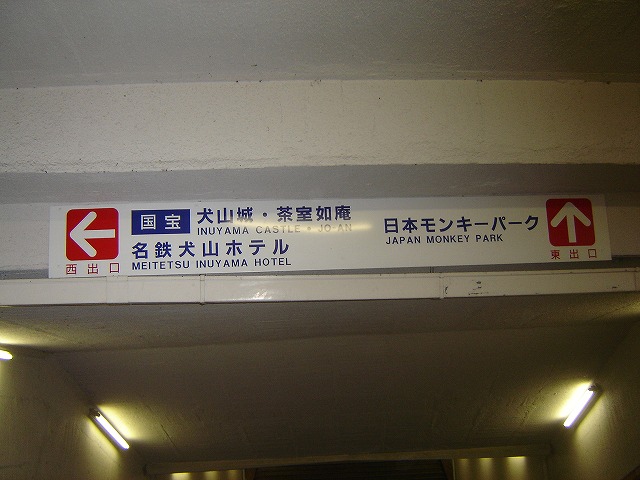 国宝 犬山城・茶室如庵
INUYAMA CASTLE・JO-AN
名鉄犬山ホテル
MEITETSU INUYAMA HOTEL
西出口
日本モンキーパーク
JAPAN MONKEY PARK
東出口